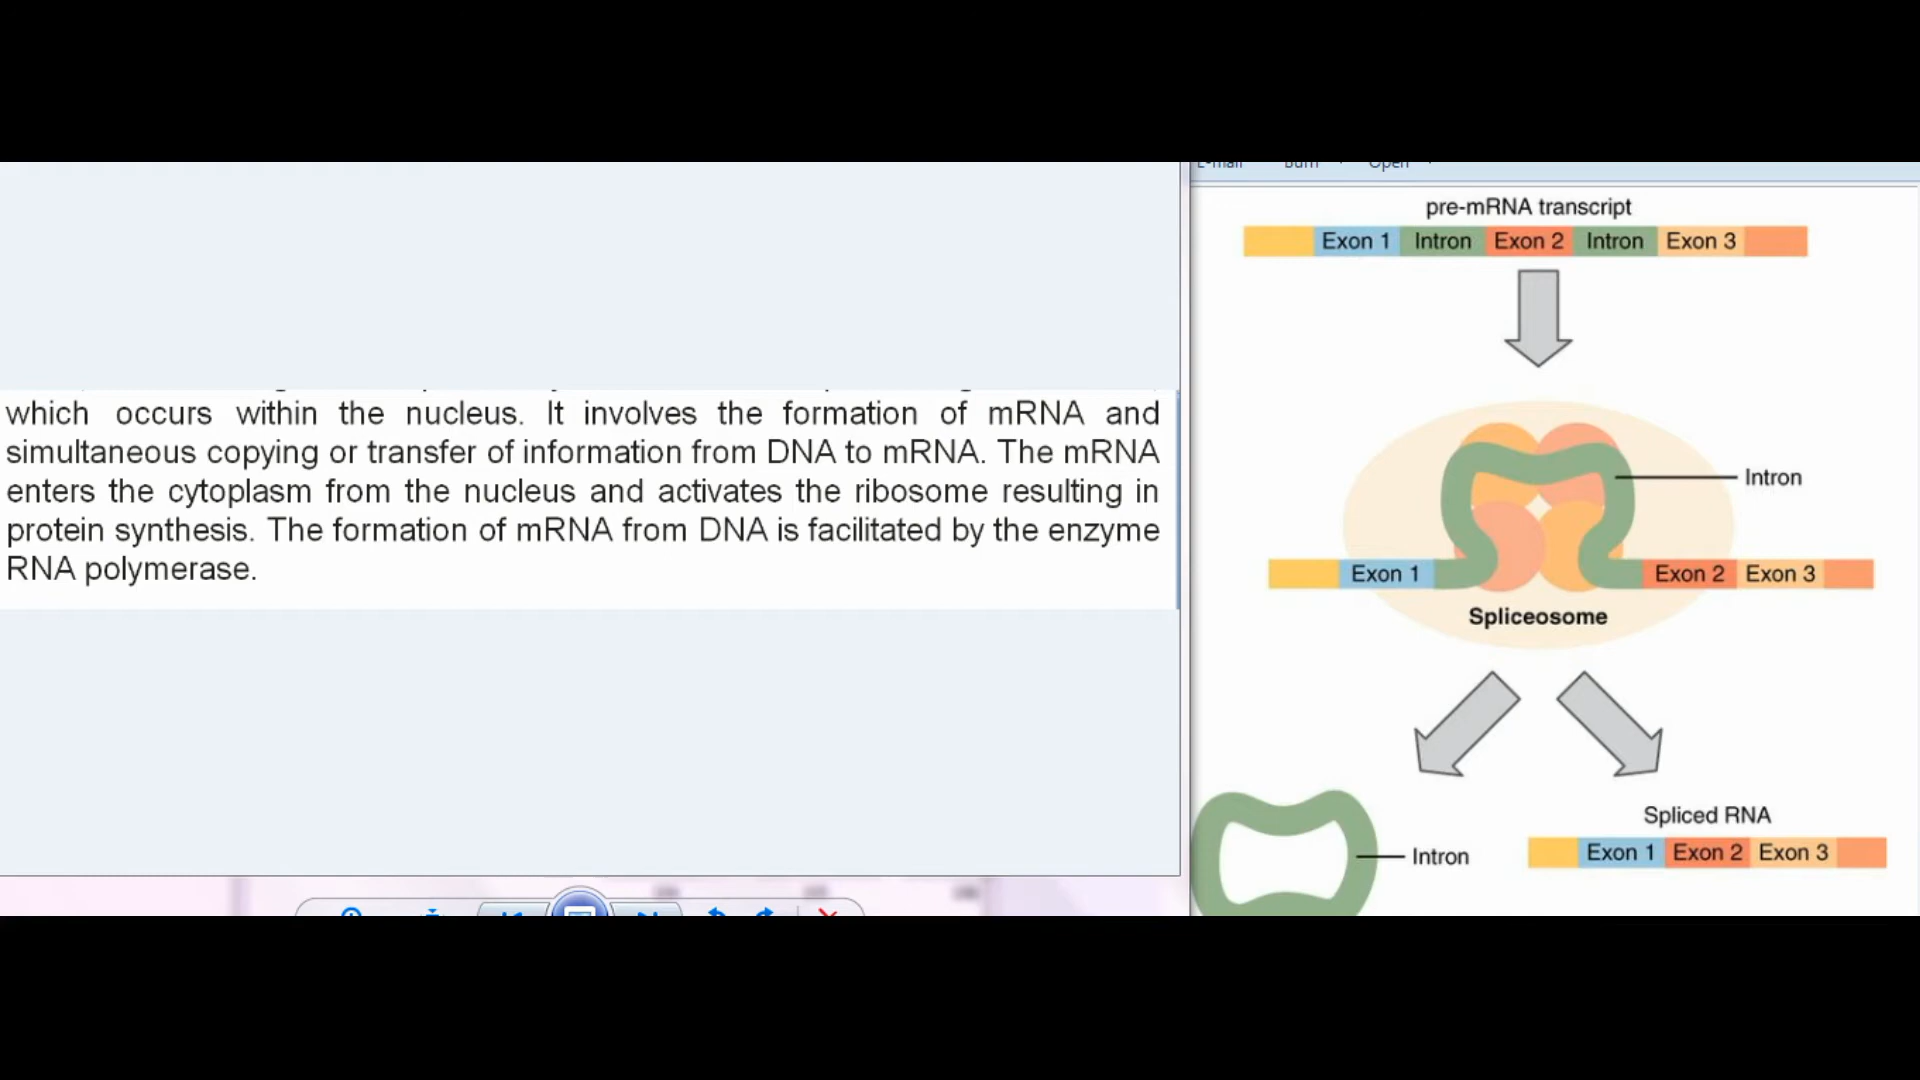 E-mail Burn Open
which occurs within the nucleus. It involves the formation of mRNA and
simultaneous copying or transfer of information from DNA to mRNA. The mRNA
enters the cytoplasm from the nucleus and activates the ribosome resulting in
protein synthesis. The formation of mRNA from DNA is facilitated by the enzyme
RNA polymerase.
pre-mRNA transcript
Exon 1 Intron Exon 2 Intron Exon 3
Intron
Exon 1 Exon 2 Exon 3
Spliceosome
Spliced RNA
Intron
Exon 1 Exon 2 Exon 3